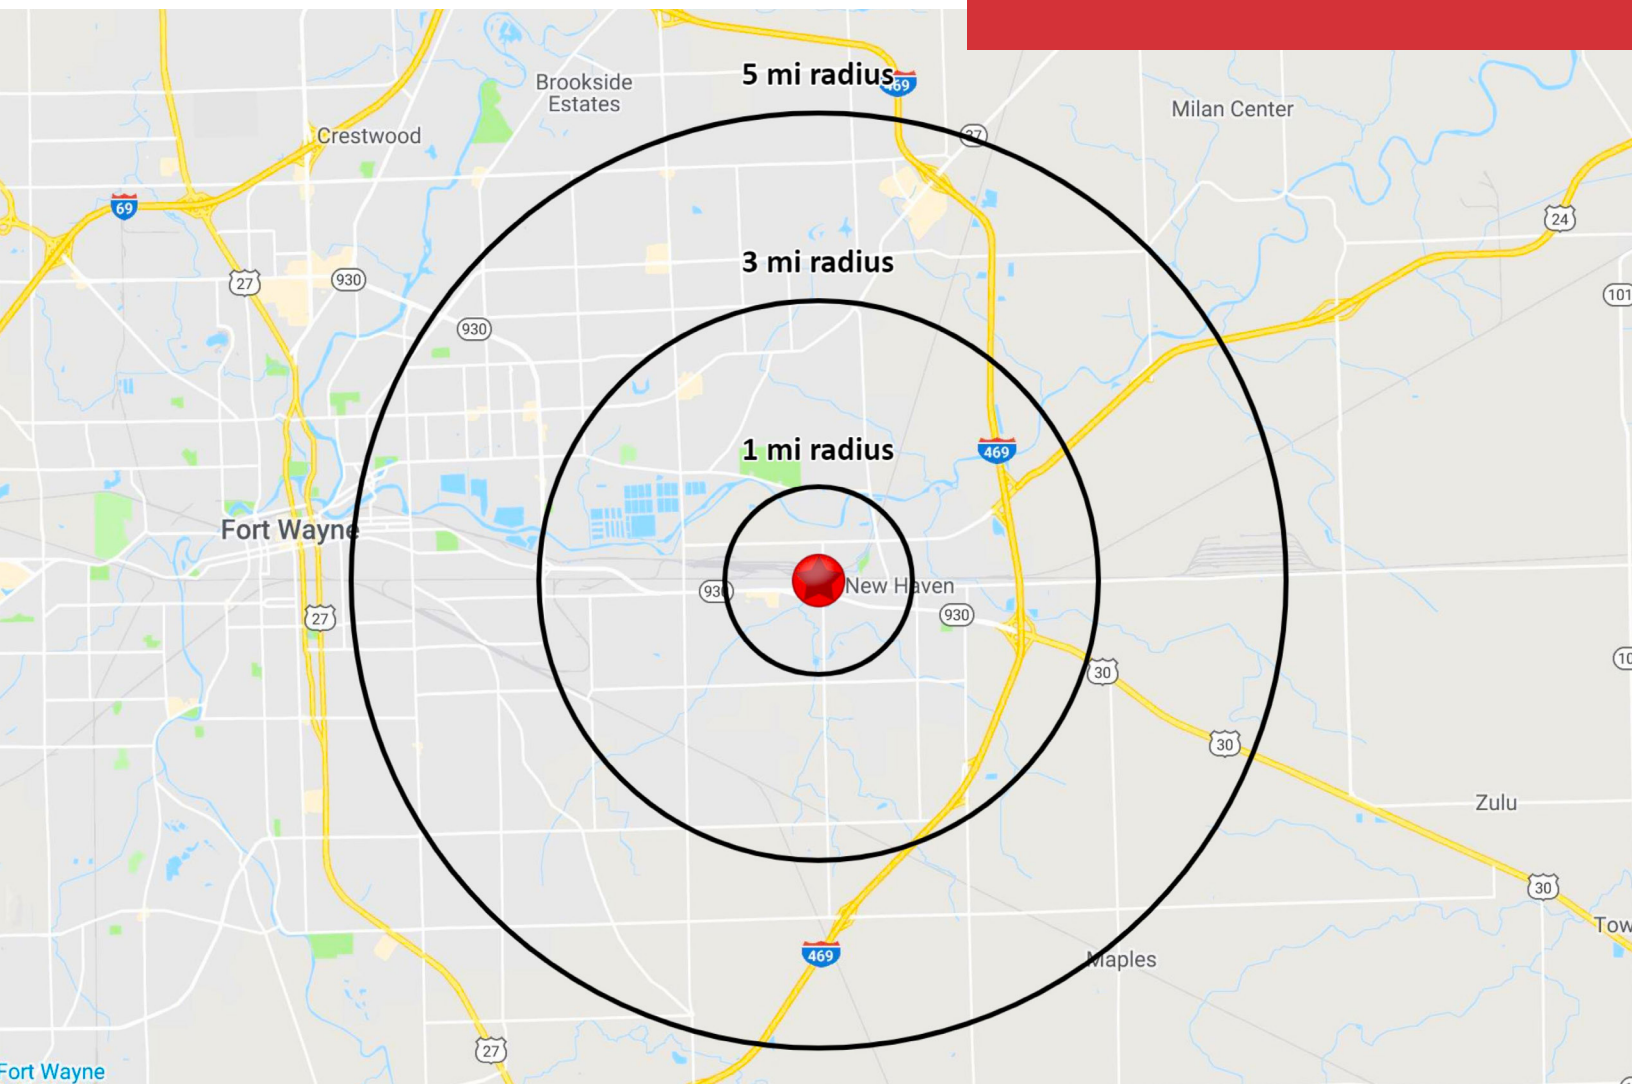 5 mi radius
469
Brookside
Estates
Milan Center
Crestwood
37
69
24
3 mi radius
27
930
101
930
1 mi radius
469
Fort Wayne
930
New Haven
930
27
30
30
Zulu
30
469
Maples
27
Fort Wayne